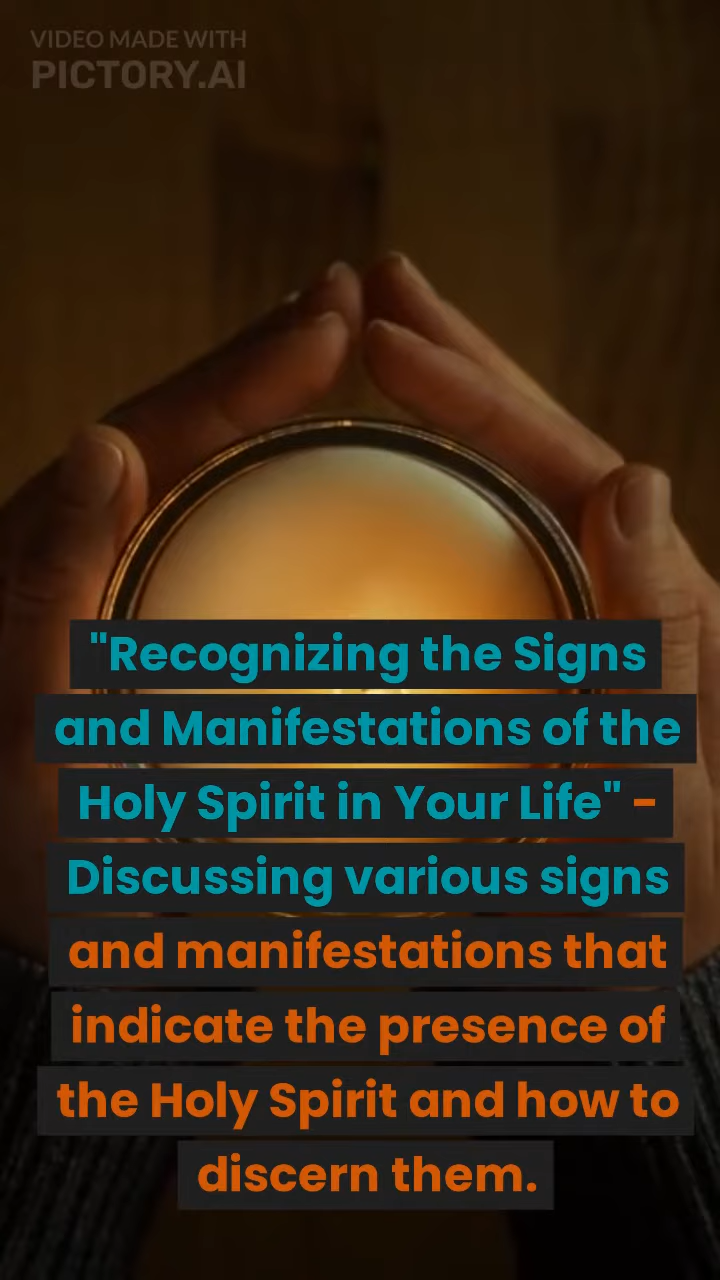 VIDEO MADE WITH
PICTORY.AI
"Recognizing the Signs
and Manifestations of the
Holy Spirit in Your Life" -
Discussing various signs
and manifestations that
indicate the presence of
the Holy Spirit and how to
discern them.